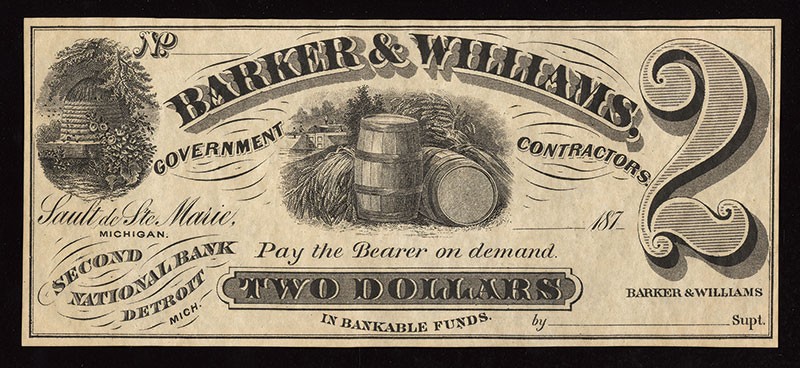 No
BARKER & WILLIAMS,
GOVERNMENT CONTRACTORS.
2
Sault de Ste. Marie,
MICHIGAN.
187
SECOND
NATIONAL BANK
DETROIT
MICH.
Pay the Bearer on demand.
TWO DOLLARS
IN BANKABLE FUNDS.
BARKER & WILLIAMS
by Supt.